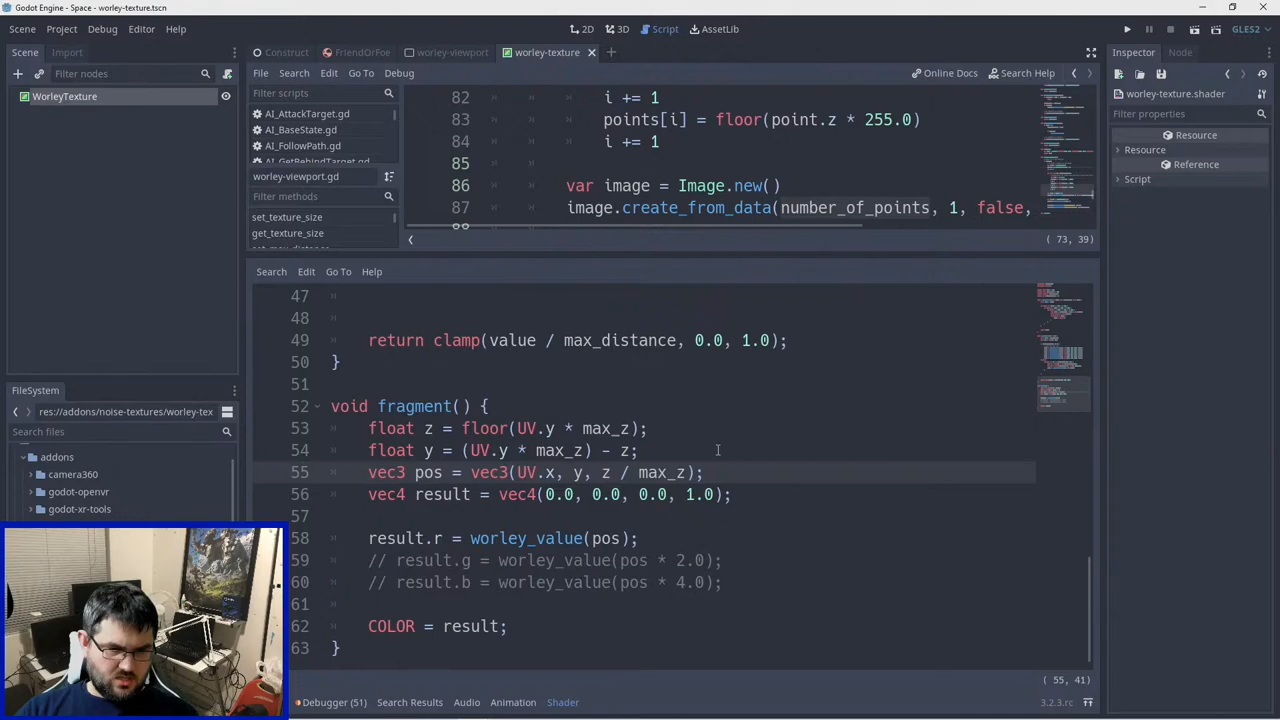 Godot Engine - Space - worley-texture.tscn
Scene Project Debug Editor Help
2D 3D Script AssetLib
GLES2
Scene Import
Construct FriendOrFoe worley-viewport worley-texture
Inspector Node
Filter nodes
File Search Edit Go To Debug
Online Docs Search Help
WorleyTexture
Filter scripts
AI_AttackTarget.gd
AI_BaseState.gd
AI_FollowPath.gd
AI_GetBehindTarget.gd
worley-viewport.gd
Filter methods
set_texture_size
get_texture_size
82 i += 1
83 points[i] = floor(point.z * 255.0)
84 i += 1
85
86 var image = Image.new()
87 image.create_from_data(number_of_points, 1, false,
88
( 73, 39)
worley-texture.shader
Filter properties
Resource
Resource
Reference
Script
Search Edit Go To Help
47
48
49 return clamp(value / max_distance, 0.0, 1.0);
50 }
51
52 void fragment() {
53 float z = floor(UV.y * max_z);
54 float y = (UV.y * max_z) - z;
55 vec3 pos = vec3(UV.x, y, z / max_z);
56 vec4 result = vec4(0.0, 0.0, 0.0, 1.0);
57
58 result.r = worley_value(pos);
59 // result.g = worley_value(pos * 2.0);
60 // result.b = worley_value(pos * 4.0);
61
62 COLOR = result;
63 }
( 55, 41)
FileSystem
res://addons/noise-textures/worley-tex
Search files
addons
camera360
godot-openvr
godot-xr-tools
Debugger (51) Search Results Audio Animation Shader
3.2.3.rc